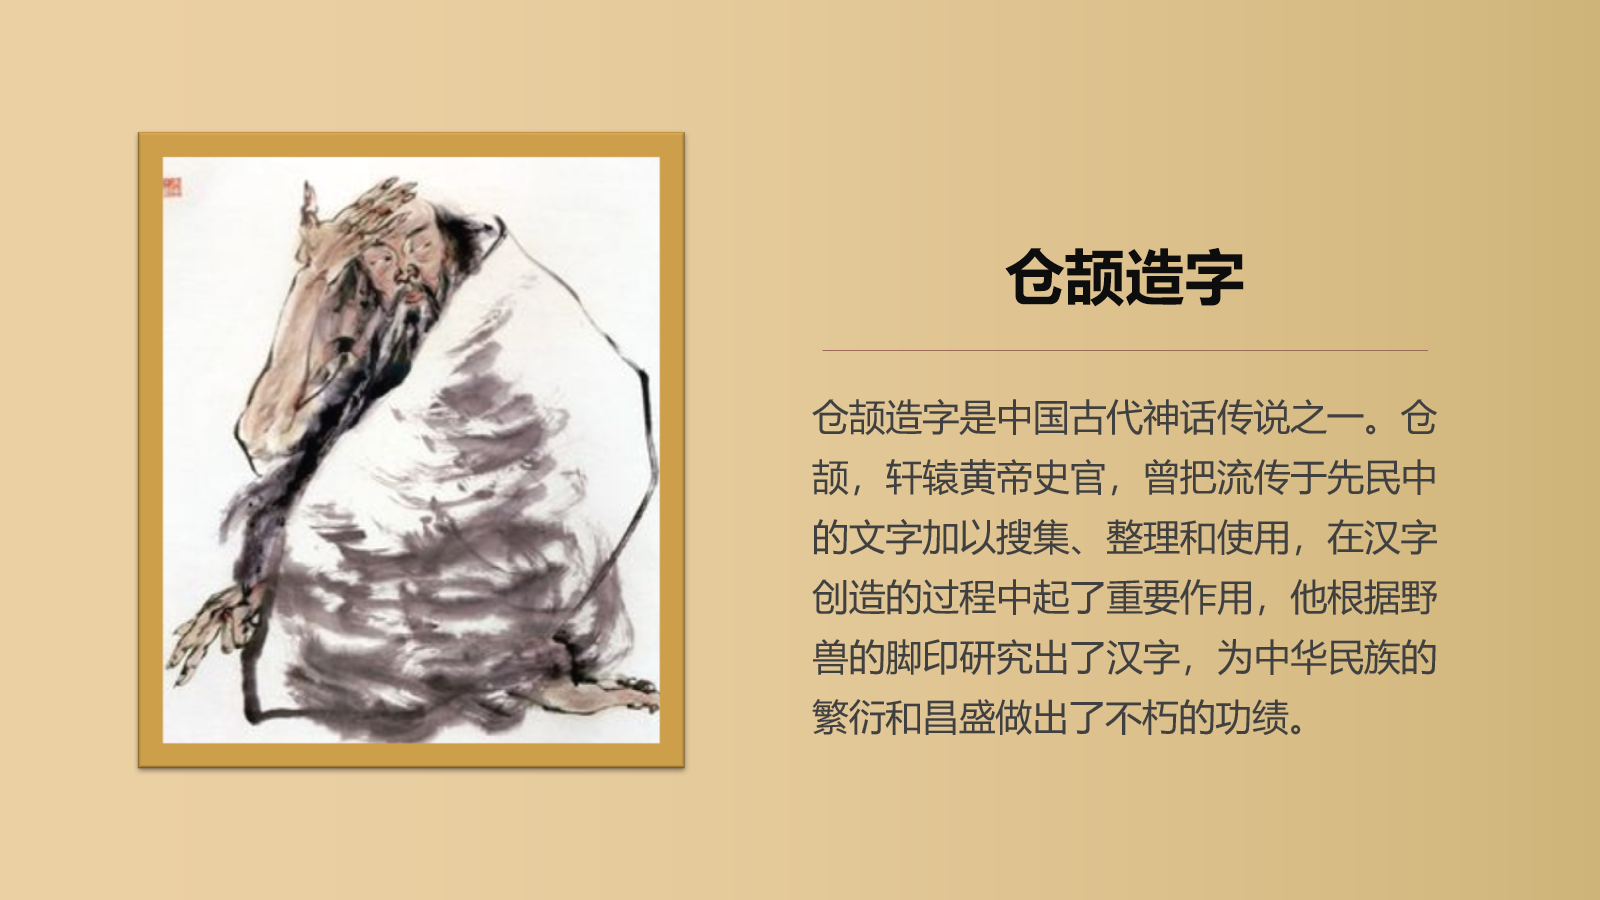 仓颉造字
仓颉造字是中国古代神话传说之一。仓
颉，轩辕黄帝史官，曾把流传于先民中
的文字加以搜集、整理和使用，在汉字
创造的过程中起了重要作用，他根据野
兽的脚印研究出了汉字，为中华民族的
繁衍和昌盛做出了不朽的功绩。